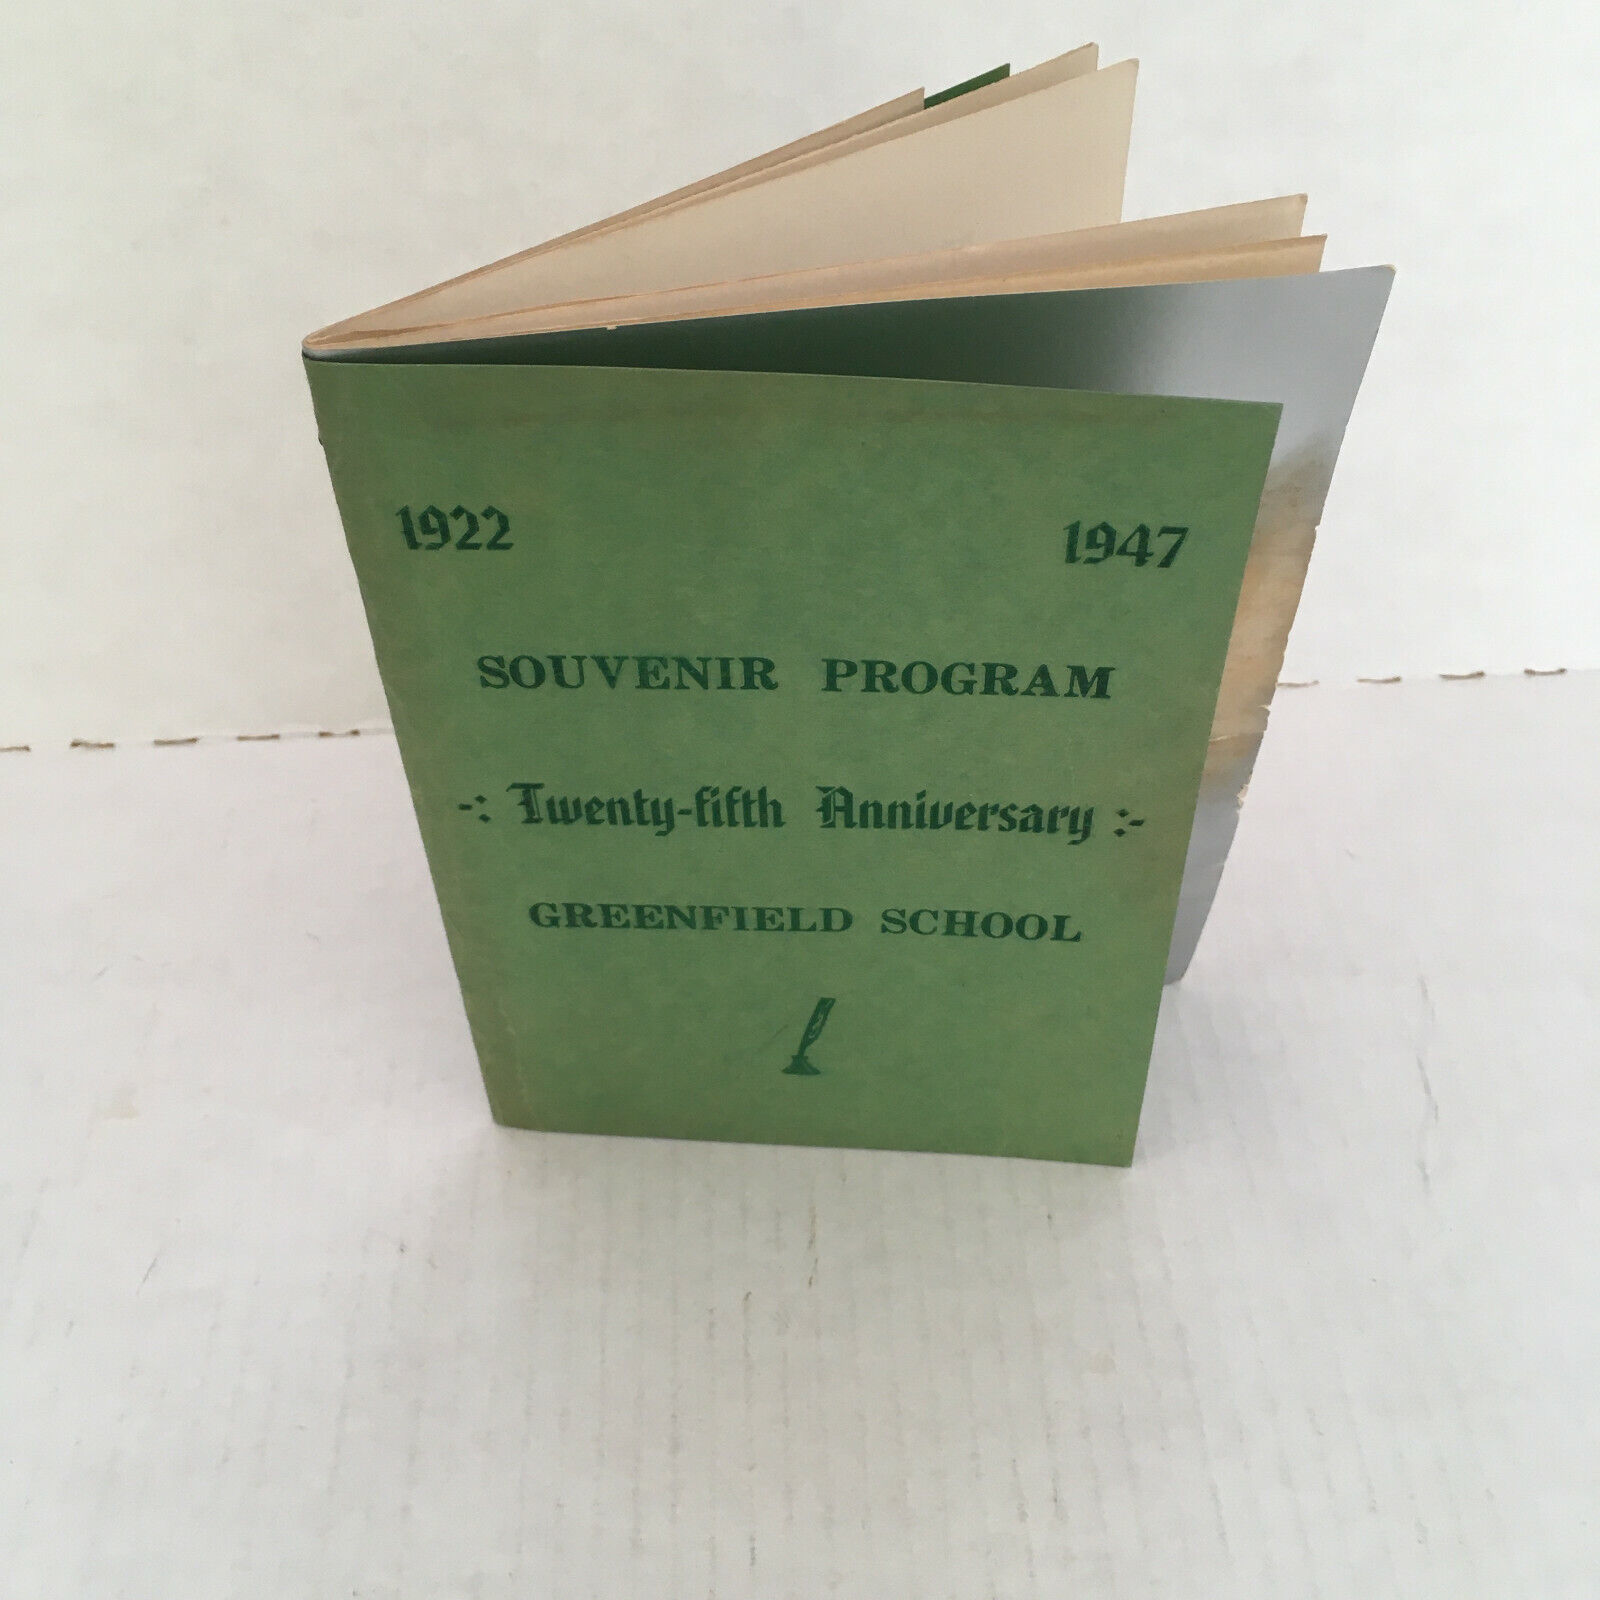 1922 1947
SOUVENIR PROGRAM
-: Twenty-fifth Anniversary :-
GREENFIELD SCHOOL